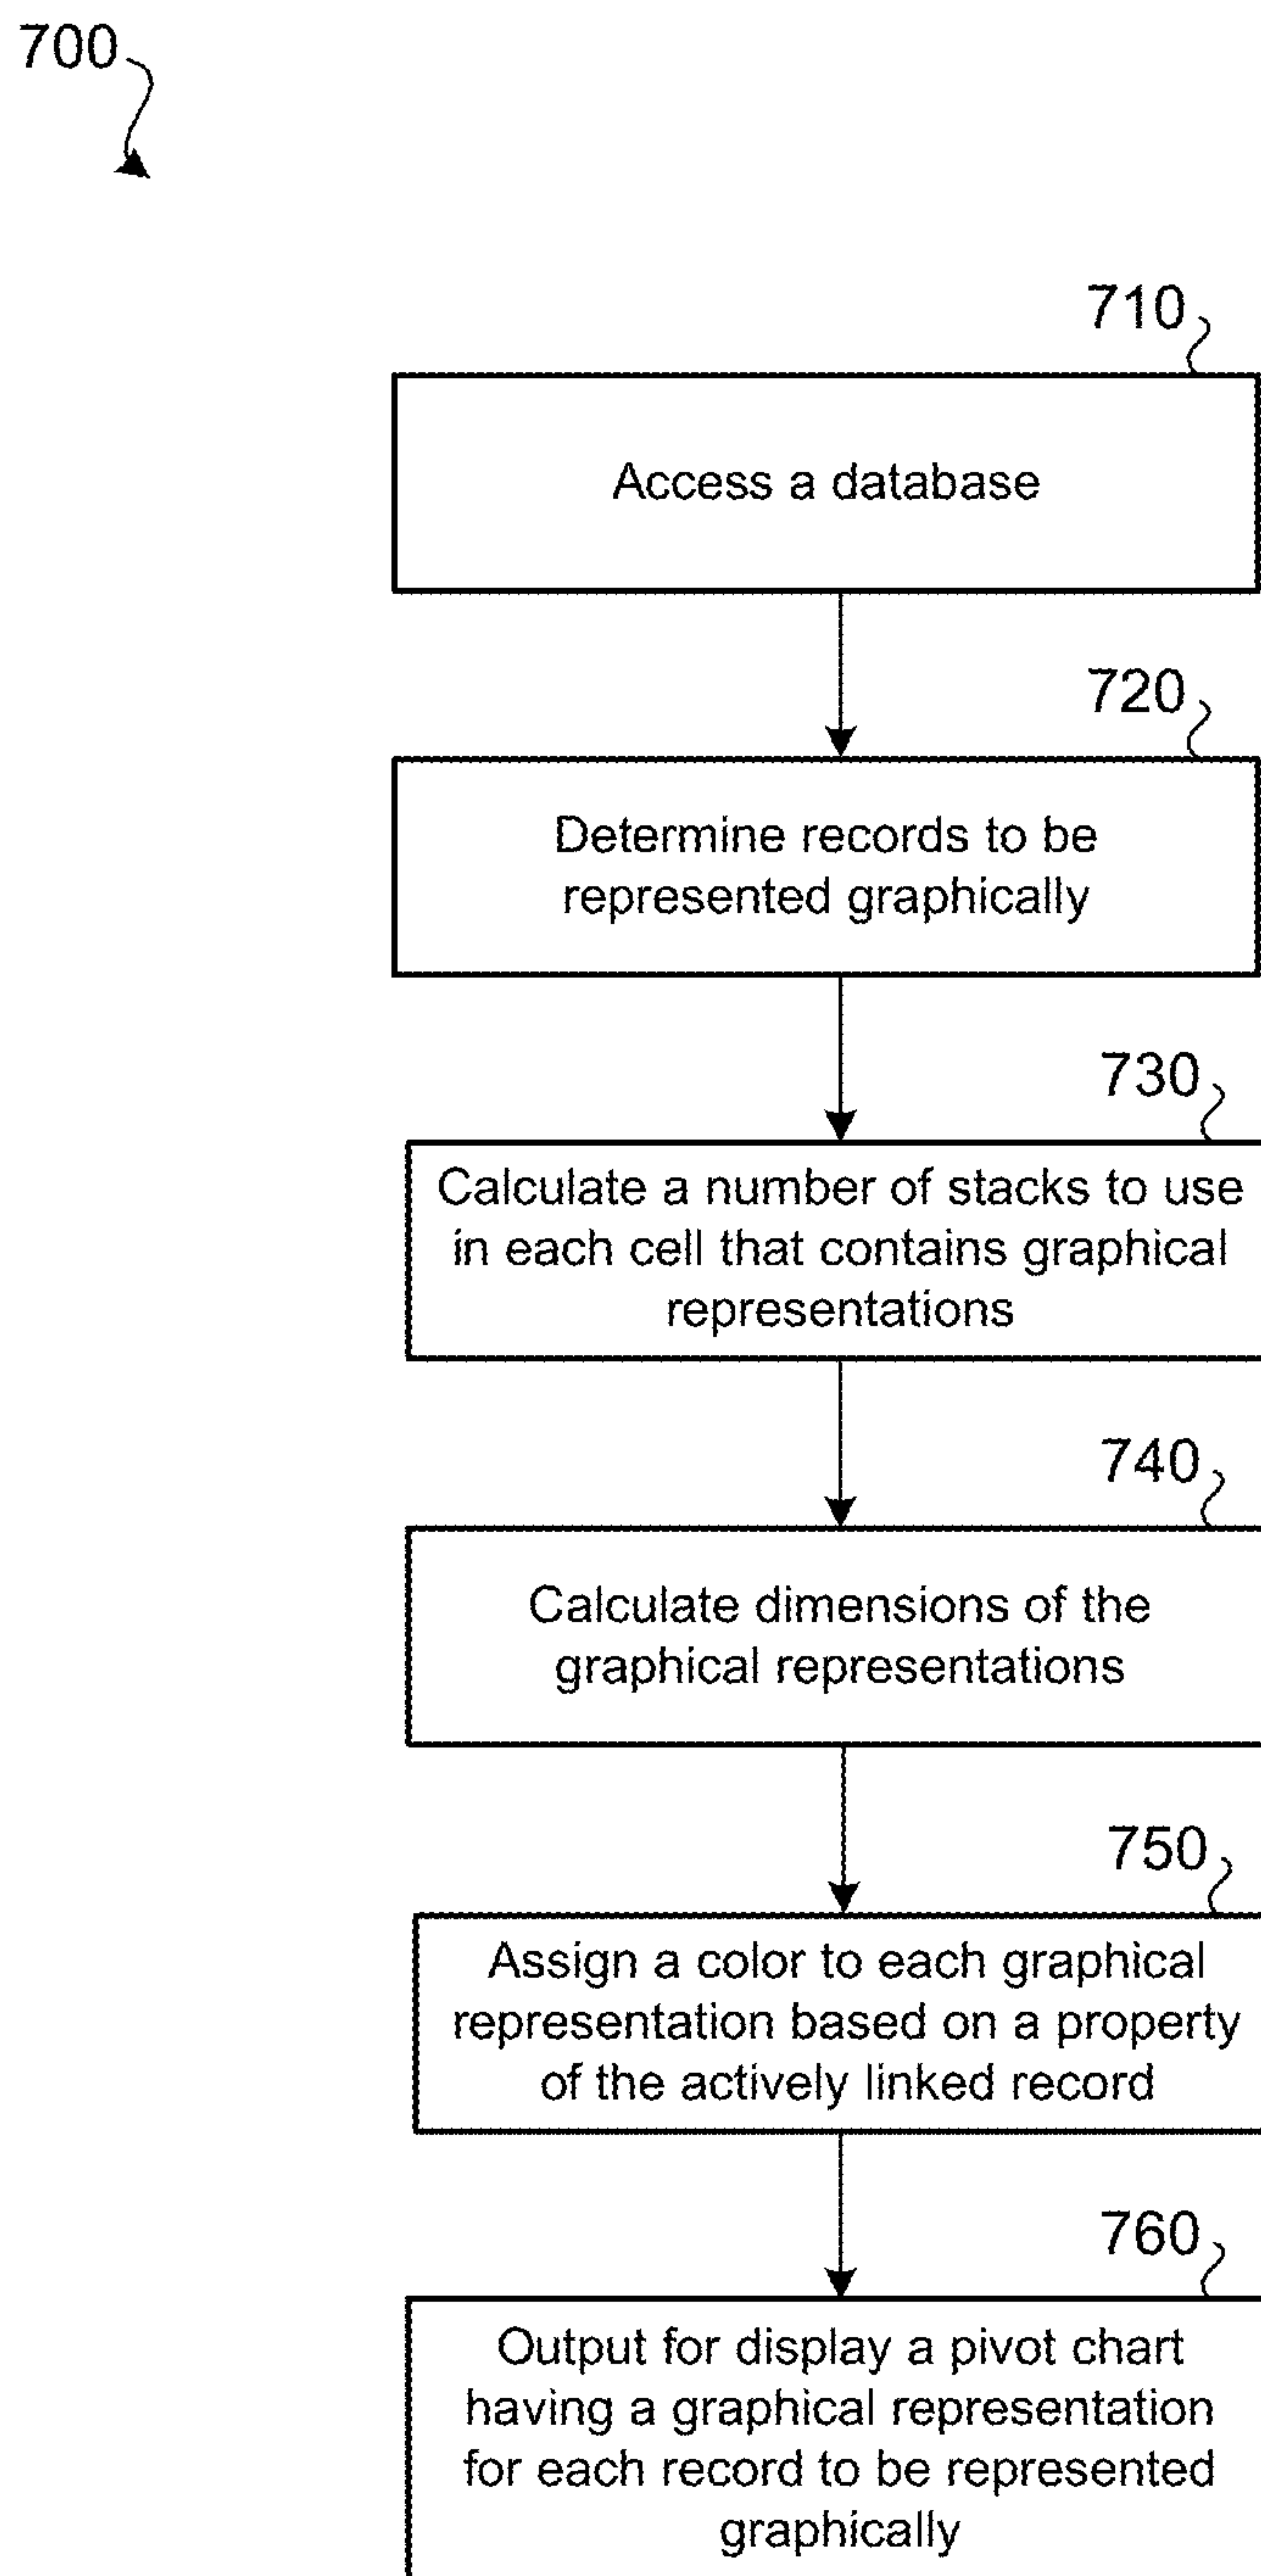 700
710
Access a database
720
Determine records to be
represented graphically
730
Calculate a number of stacks to use
in each cell that contains graphical
representations
740
Calculate dimensions of the
graphical representations
750
Assign a color to each graphical
representation based on a property
of the actively linked record
760
Output for display a pivot chart
having a graphical representation
for each record to be represented
graphically